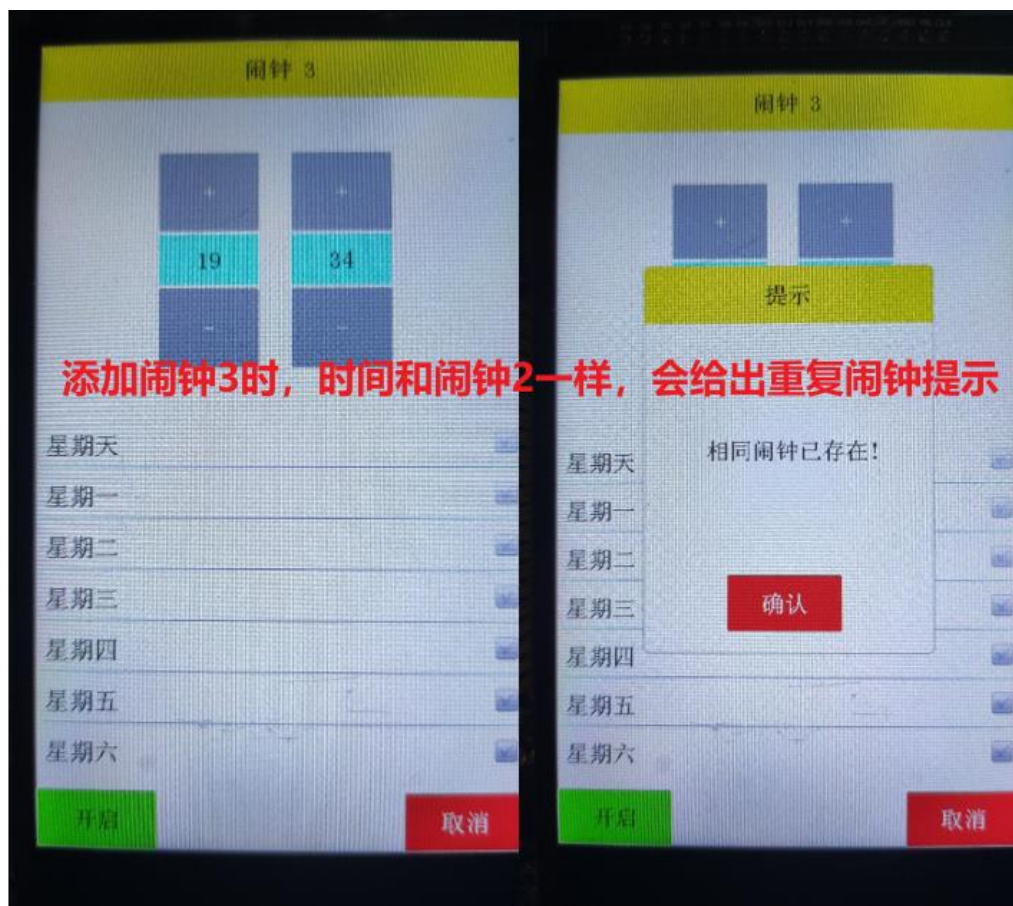 闹钟 3
+ +
19 34
- -
添加闹钟3时，时间和闹钟2一样，会给出重复闹钟提示
星期天
星期一
星期二
星期三
星期四
星期五
星期六
开启 取消
闹钟 3
+ +
提示
相同闹钟已存在！
确认
星期天
星期一
星期二
星期三
星期四
星期五
星期六
开启 取消